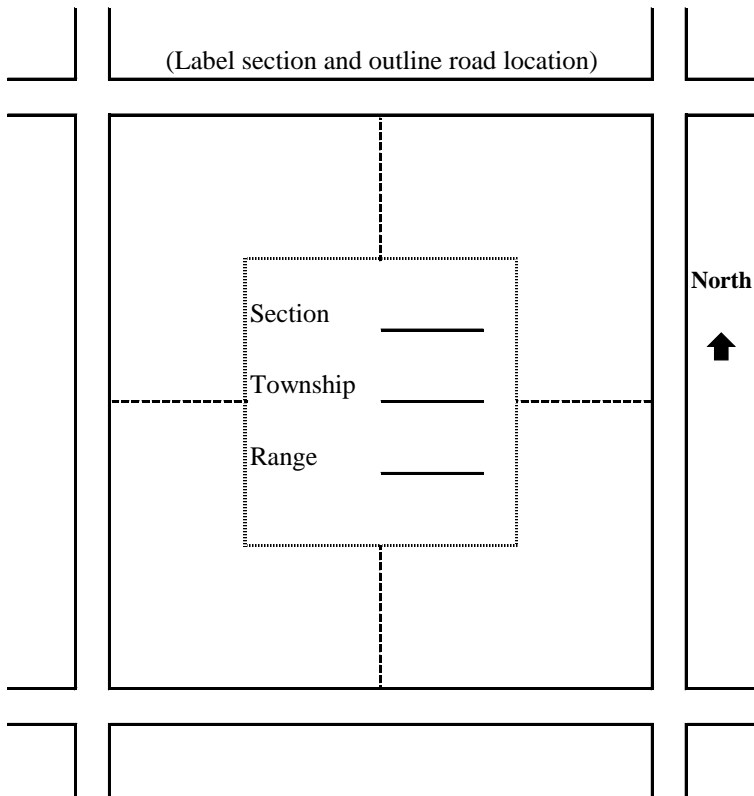 (Label section and outline road location)
North
Section
Township
Range